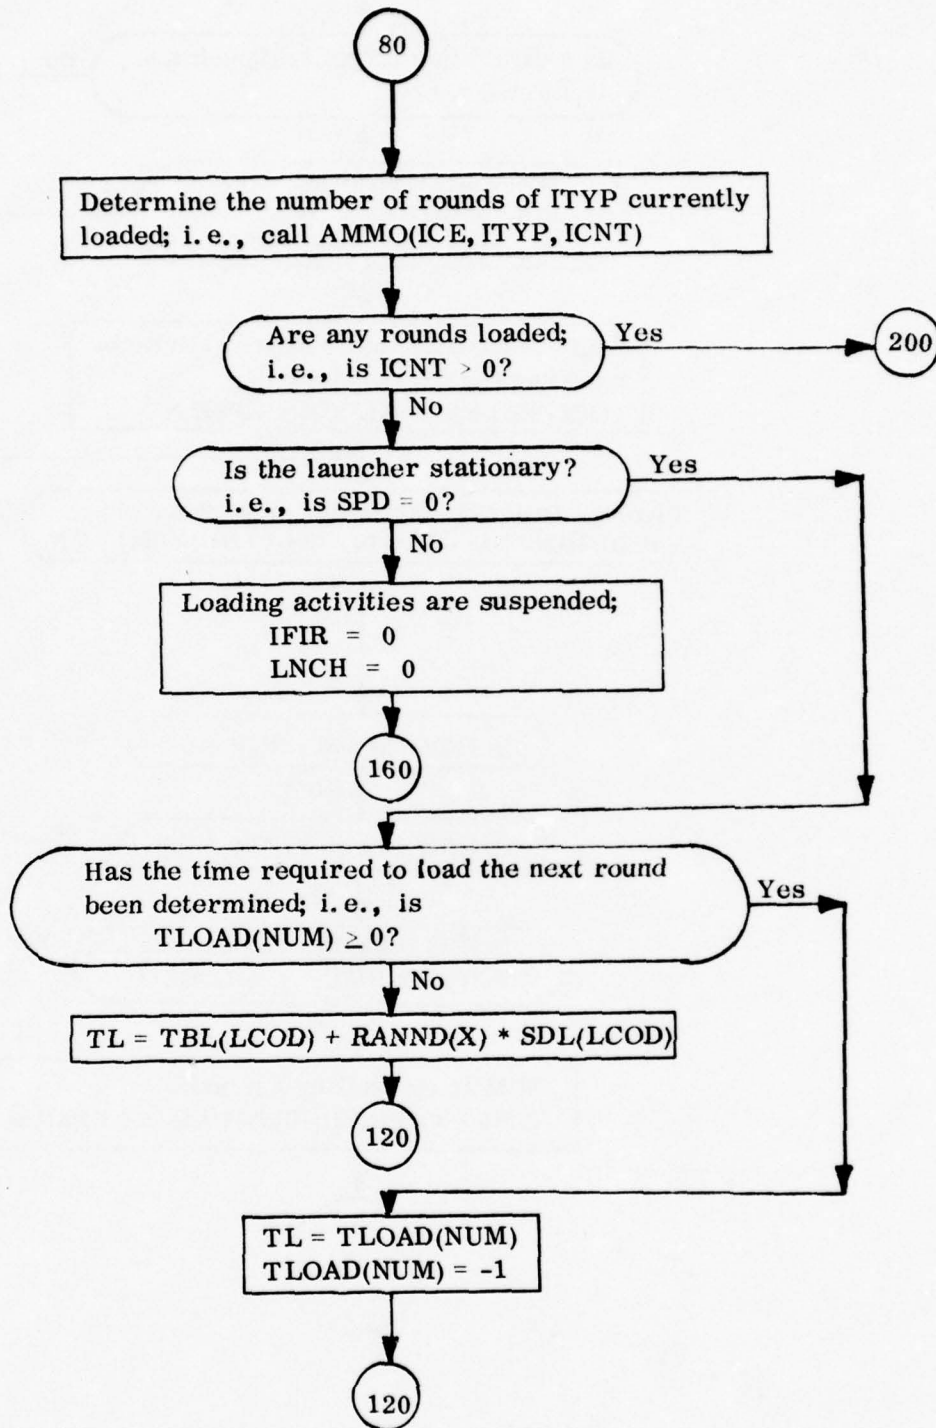 80
Determine the number of rounds of ITYP currently
loaded; i.e., call AMMO(ICE, ITYP, ICNT)
Are any rounds loaded;
i.e., is ICNT > 0?
Yes
200
No
Is the launcher stationary?
i.e., is SPD = 0?
Yes
No
Loading activities are suspended;
IFIR = 0
LNCH = 0
160
Has the time required to load the next round
been determined; i.e., is
TLOAD(NUM) ≥ 0?
Yes
No
TL = TBL(LCOD) + RANND(X) * SDL(LCOD)
120
TL = TLOAD(NUM)
TLOAD(NUM) = -1
120